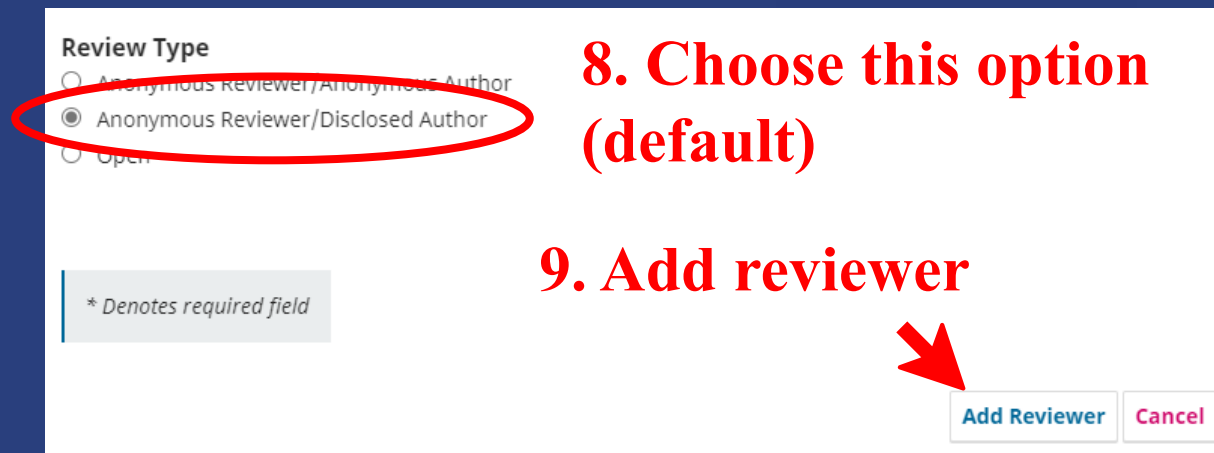 Review Type
Anonymous Reviewer/Anonymous Author
Anonymous Reviewer/Disclosed Author
Open
8. Choose this option
(default)
9. Add reviewer
* Denotes required field
Add Reviewer
Cancel